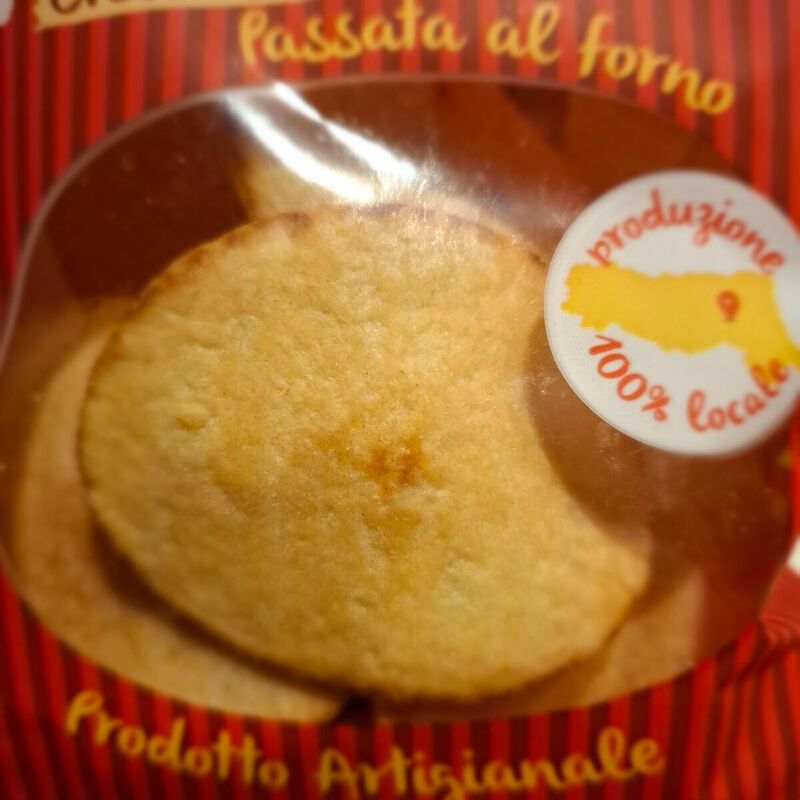 Passata al forno
produzione
100% locale
Prodotto Artigianale